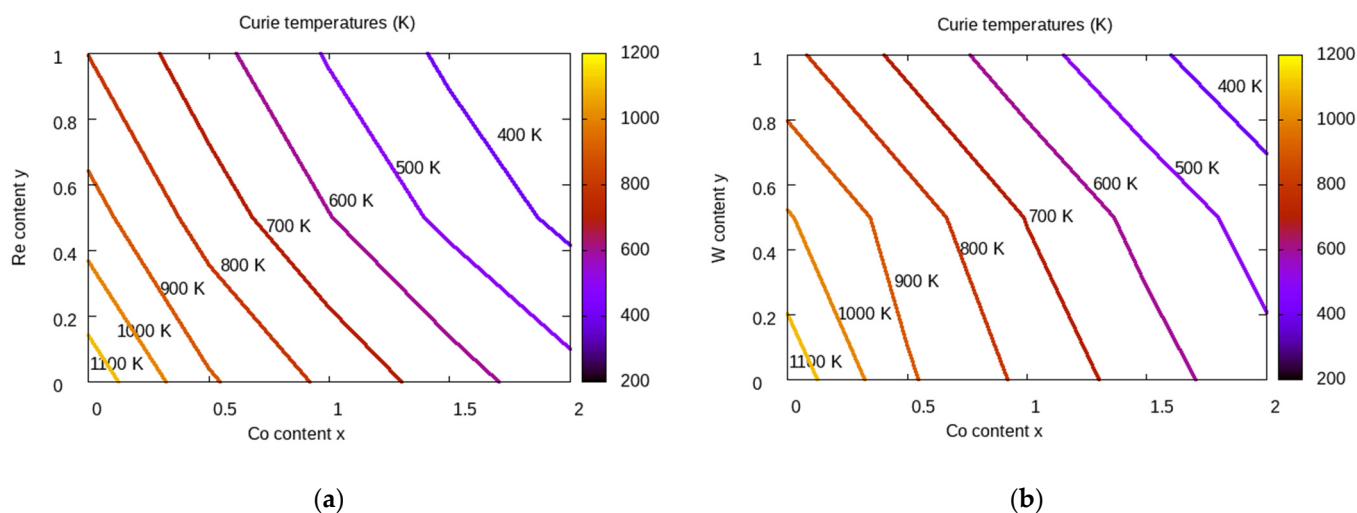 Curie temperatures (K)
1
0.8
0.6
0.4
0.2
0
Re content y
0
0.5
1
1.5
2
Co content x
400 K
500 K
600 K
700 K
800 K
900 K
1000 K
1100 K
1200
1000
800
600
400
200
(a)
Curie temperatures (K)
1
0.8
0.6
0.4
0.2
0
W content y
0
0.5
1
1.5
2
Co content x
400 K
500 K
600 K
700 K
800 K
900 K
1000 K
1100 K
1200
1000
800
600
400
200
(b)